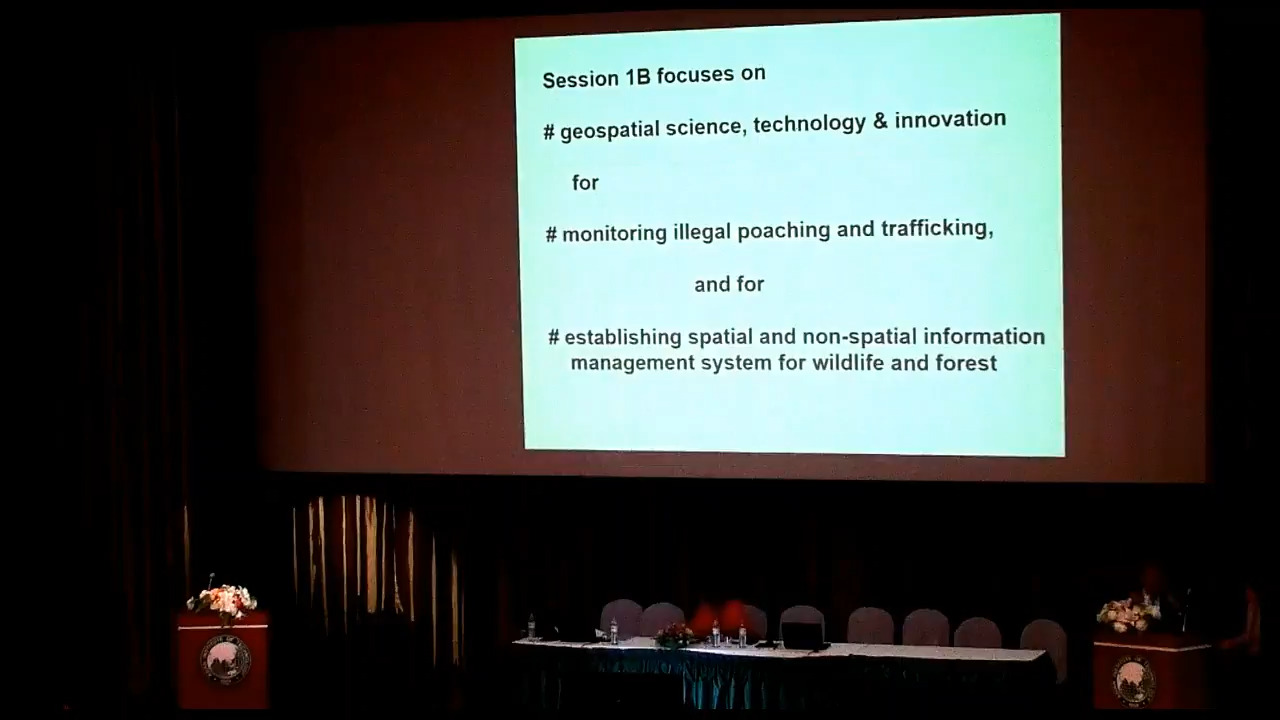 Session 1B focuses on
# geospatial science, technology & innovation
for
# monitoring illegal poaching and trafficking,
and for
# establishing spatial and non-spatial information
management system for wildlife and forest